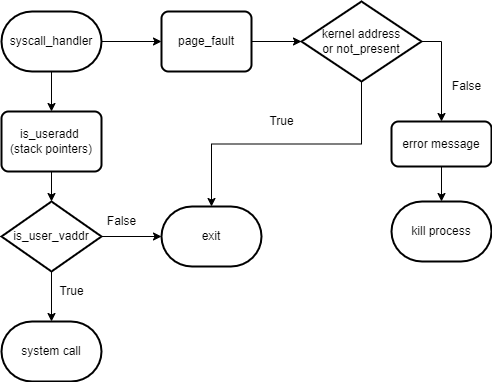 syscall_handler
page_fault
kernel address
or not_present
False
True
is_useradd
(stack pointers)
error message
is_user_vaddr
False
exit
kill process
True
system call